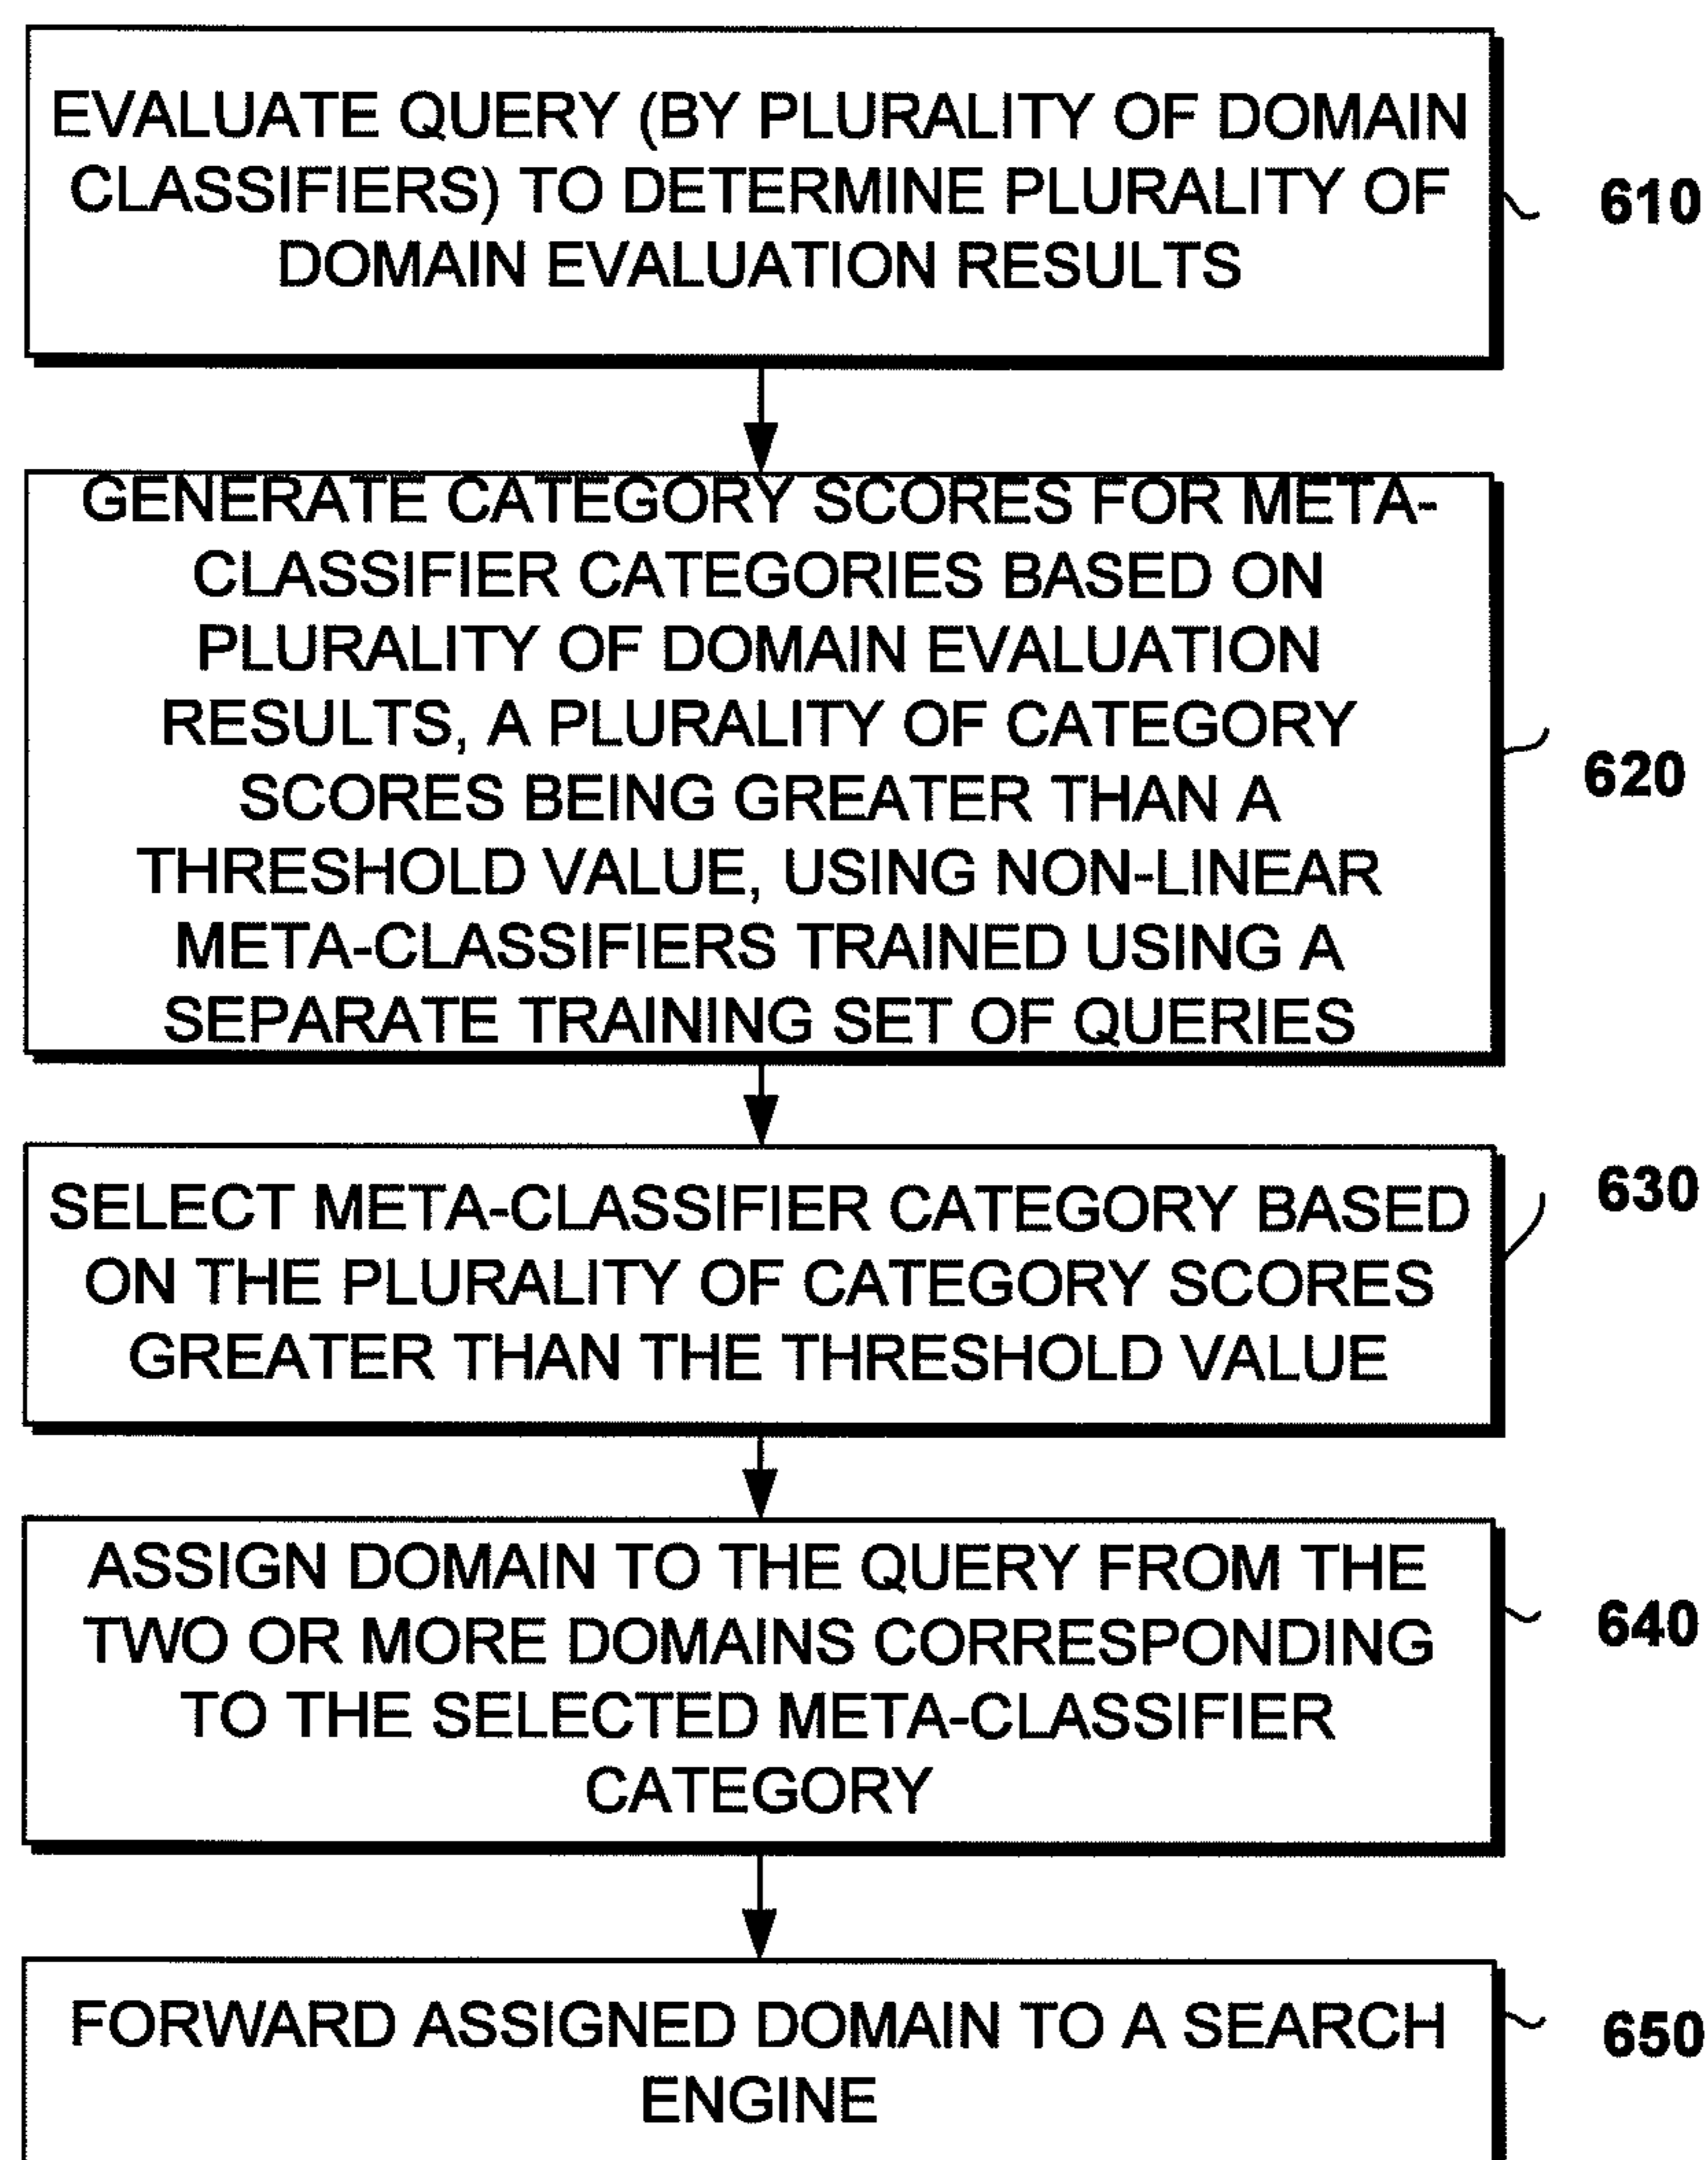 EVALUATE QUERY (BY PLURALITY OF DOMAIN
CLASSIFIERS) TO DETERMINE PLURALITY OF
DOMAIN EVALUATION RESULTS
610
GENERATE CATEGORY SCORES FOR META-
CLASSIFIER CATEGORIES BASED ON
PLURALITY OF DOMAIN EVALUATION
RESULTS, A PLURALITY OF CATEGORY
SCORES BEING GREATER THAN A
THRESHOLD VALUE, USING NON-LINEAR
META-CLASSIFIERS TRAINED USING A
SEPARATE TRAINING SET OF QUERIES
620
SELECT META-CLASSIFIER CATEGORY BASED
ON THE PLURALITY OF CATEGORY SCORES
GREATER THAN THE THRESHOLD VALUE
630
ASSIGN DOMAIN TO THE QUERY FROM THE
TWO OR MORE DOMAINS CORRESPONDING
TO THE SELECTED META-CLASSIFIER
CATEGORY
640
FORWARD ASSIGNED DOMAIN TO A SEARCH
ENGINE
650